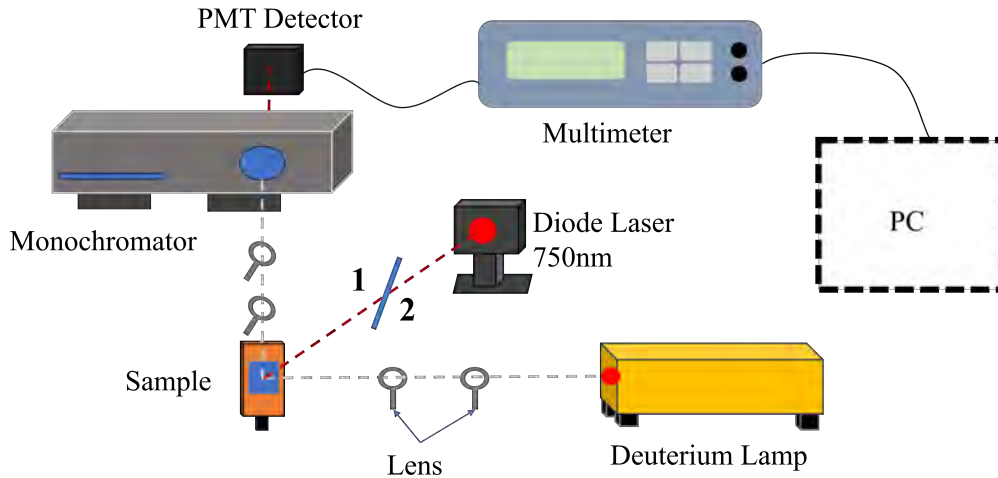 PMT Detector
Multimeter
Monochromator
Diode Laser
750nm
PC
1
2
Sample
Lens
Deuterium Lamp